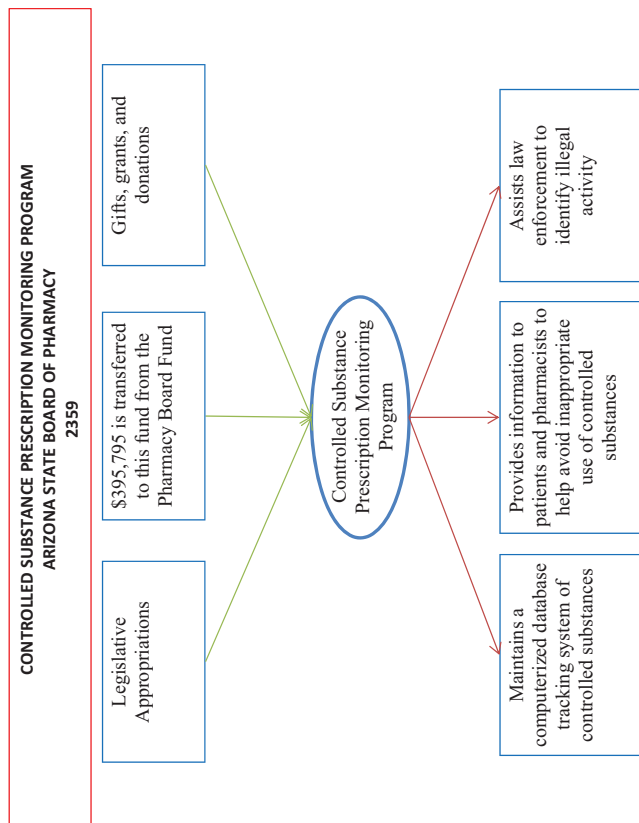 CONTROLLED SUBSTANCE PRESCRIPTION MONITORING PROGRAM
ARIZONA STATE BOARD OF PHARMACY
2359
Legislative
Appropriations
$395,795 is transferred
to this fund from the
Pharmacy Board Fund
Gifts, grants, and
donations
Controlled Substance
Prescription Monitoring
Program
Maintains a
computerized database
tracking system of
controlled substances
Provides information to
patients and pharmacists to
help avoid inappropriate
use of controlled
substances
Assists law
enforcement to
identify illegal
activity